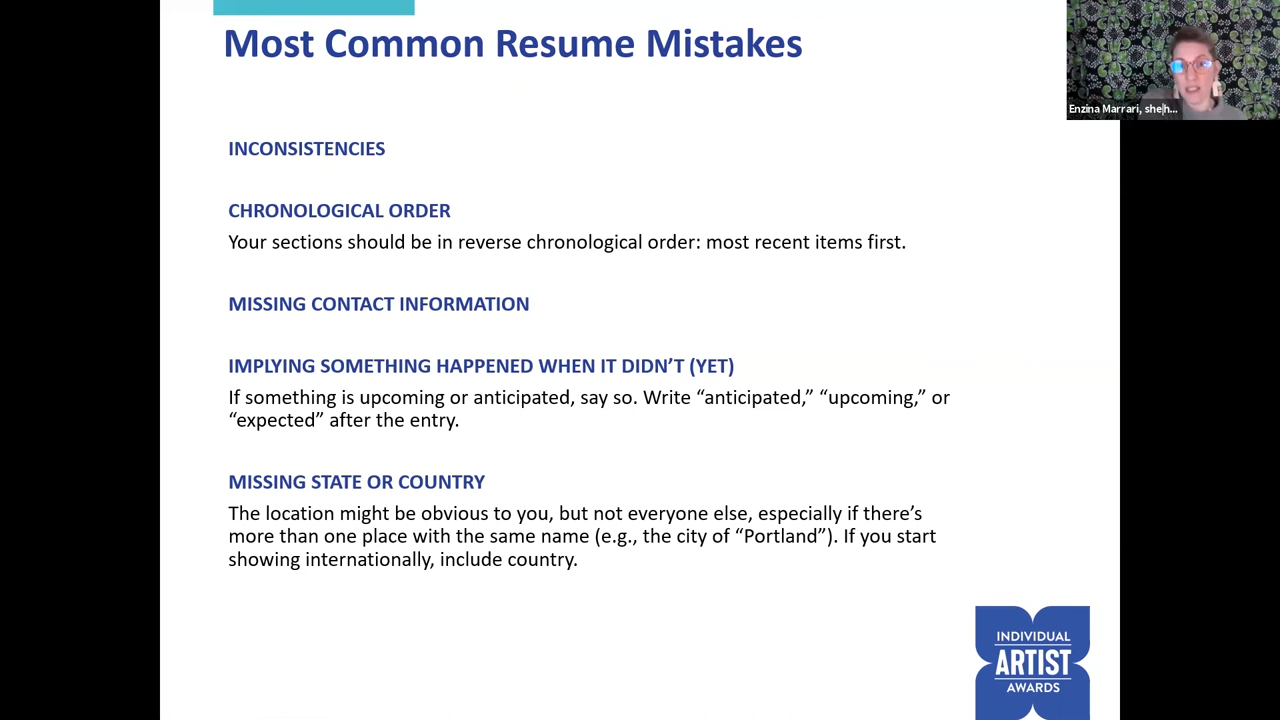 Most Common Resume Mistakes
Enzina Marrari, she|h...
INCONSISTENCIES
CHRONOLOGICAL ORDER
Your sections should be in reverse chronological order: most recent items first.
MISSING CONTACT INFORMATION
IMPLYING SOMETHING HAPPENED WHEN IT DIDN’T (YET)
If something is upcoming or anticipated, say so. Write “anticipated,” “upcoming,” or
“expected” after the entry.
MISSING STATE OR COUNTRY
The location might be obvious to you, but not everyone else, especially if there’s
more than one place with the same name (e.g., the city of “Portland”). If you start
showing internationally, include country.
INDIVIDUAL
ARTIST
AWARDS